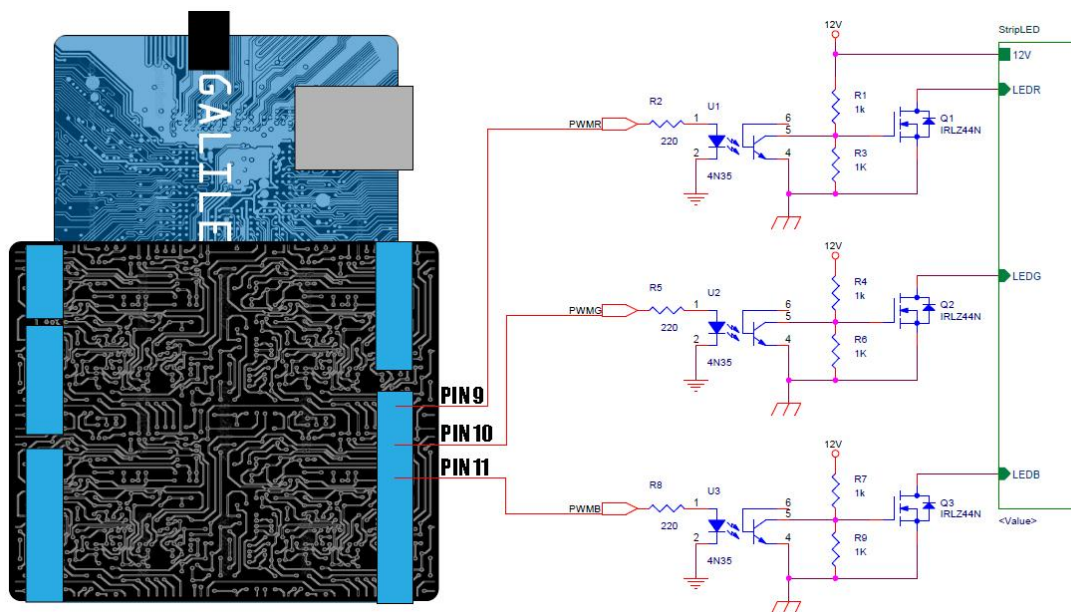 GALILE
PIN 9
PIN 10
PIN 11
12V
StripLED
12V
LEDR
R1
1k
R2
220
PWMR
U1
1
2
4N35
6
5
4
Q1
IRLZ44N
R3
1K
12V
LEDG
R4
1k
R5
220
PWMG
U2
1
2
4N35
6
5
4
Q2
IRLZ44N
R6
1K
12V
LEDB
R7
1k
R8
220
PWMB
U3
1
2
4N35
6
5
4
Q3
IRLZ44N
R9
1K
<Value>